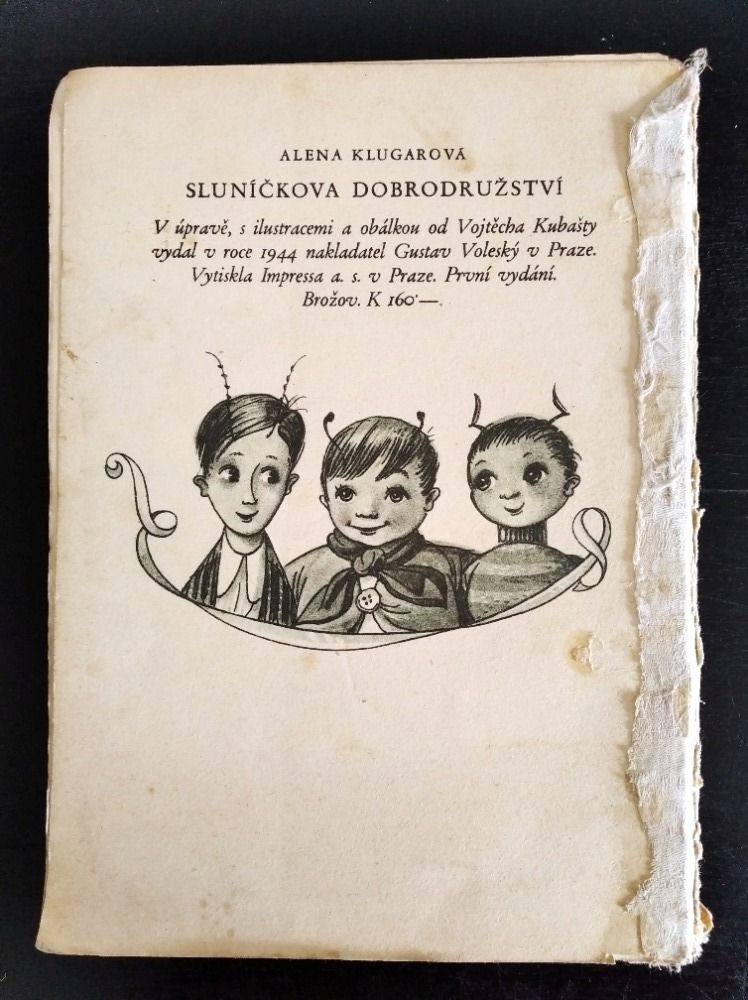 ALENA KLUGAROVÁ
SLUNÍČKOVA DOBRODRUŽSTVÍ
V úpravě, s ilustracemi a obálkou od Vojtěcha Kubašty
vydal v roce 1944 nakladatel Gustav Voleský v Praze.
Vytiskla Impressa a. s. v Praze. První vydání.
Brožov. K 160·—.